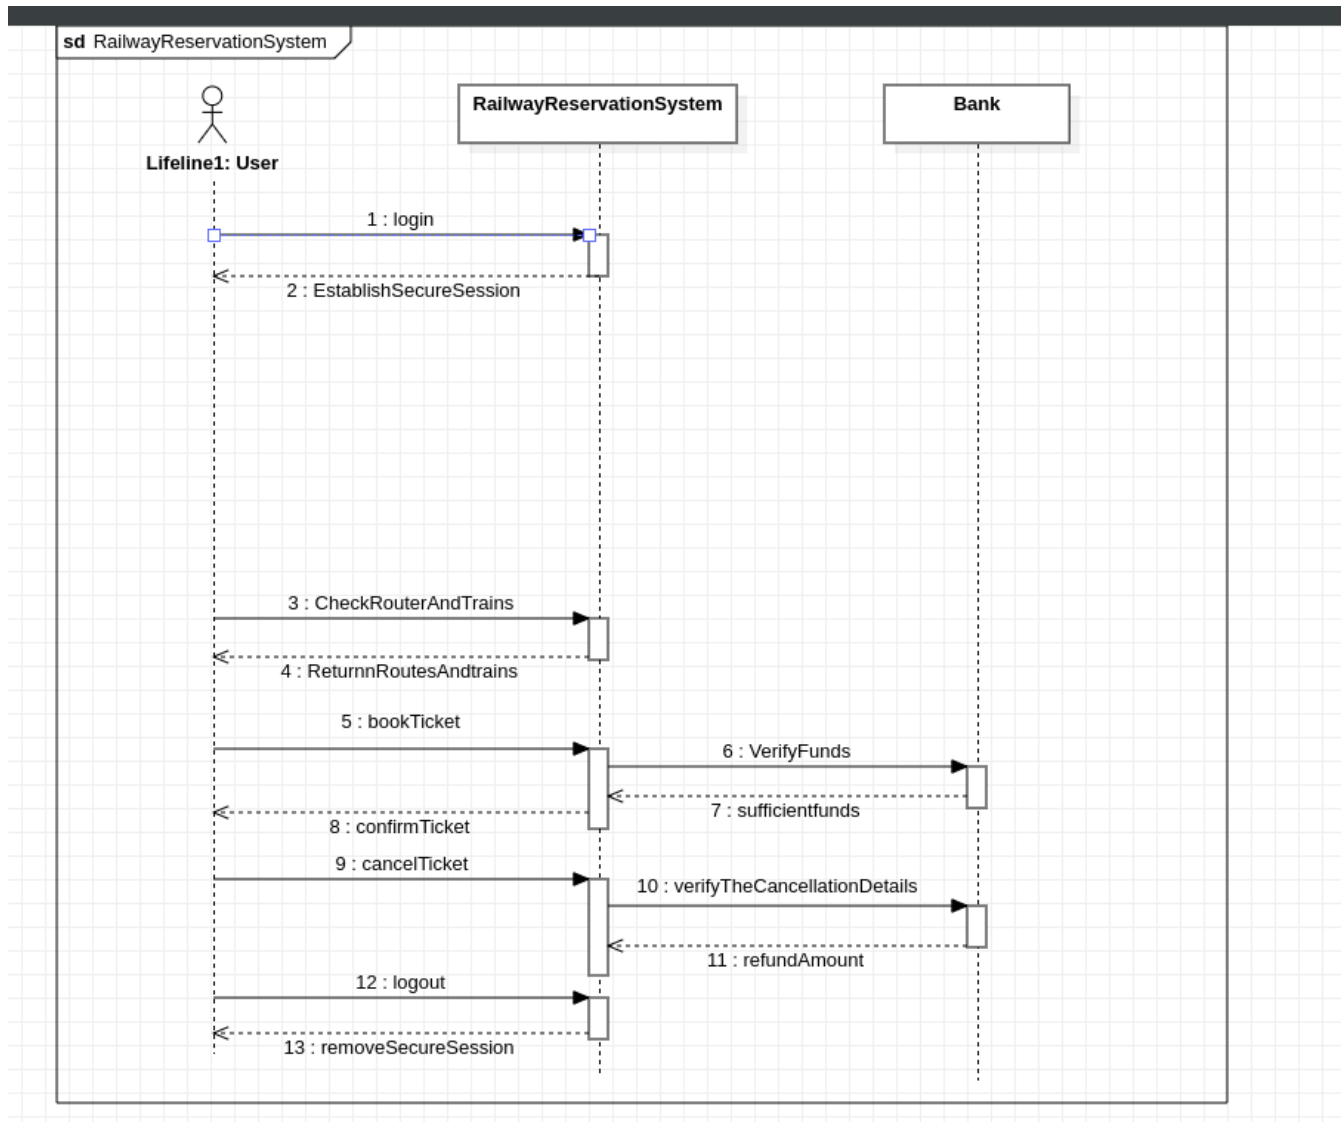 sd RailwayReservationSystem
RailwayReservationSystem
Bank
Lifeline1: User
1 : login
2 : EstablishSecureSession
3 : CheckRouterAndTrains
4 : ReturnnRoutesAndtrains
5 : bookTicket
6 : VerifyFunds
7 : sufficientfunds
8 : confirmTicket
9 : cancelTicket
10 : verifyTheCancellationDetails
11 : refundAmount
12 : logout
13 : removeSecureSession